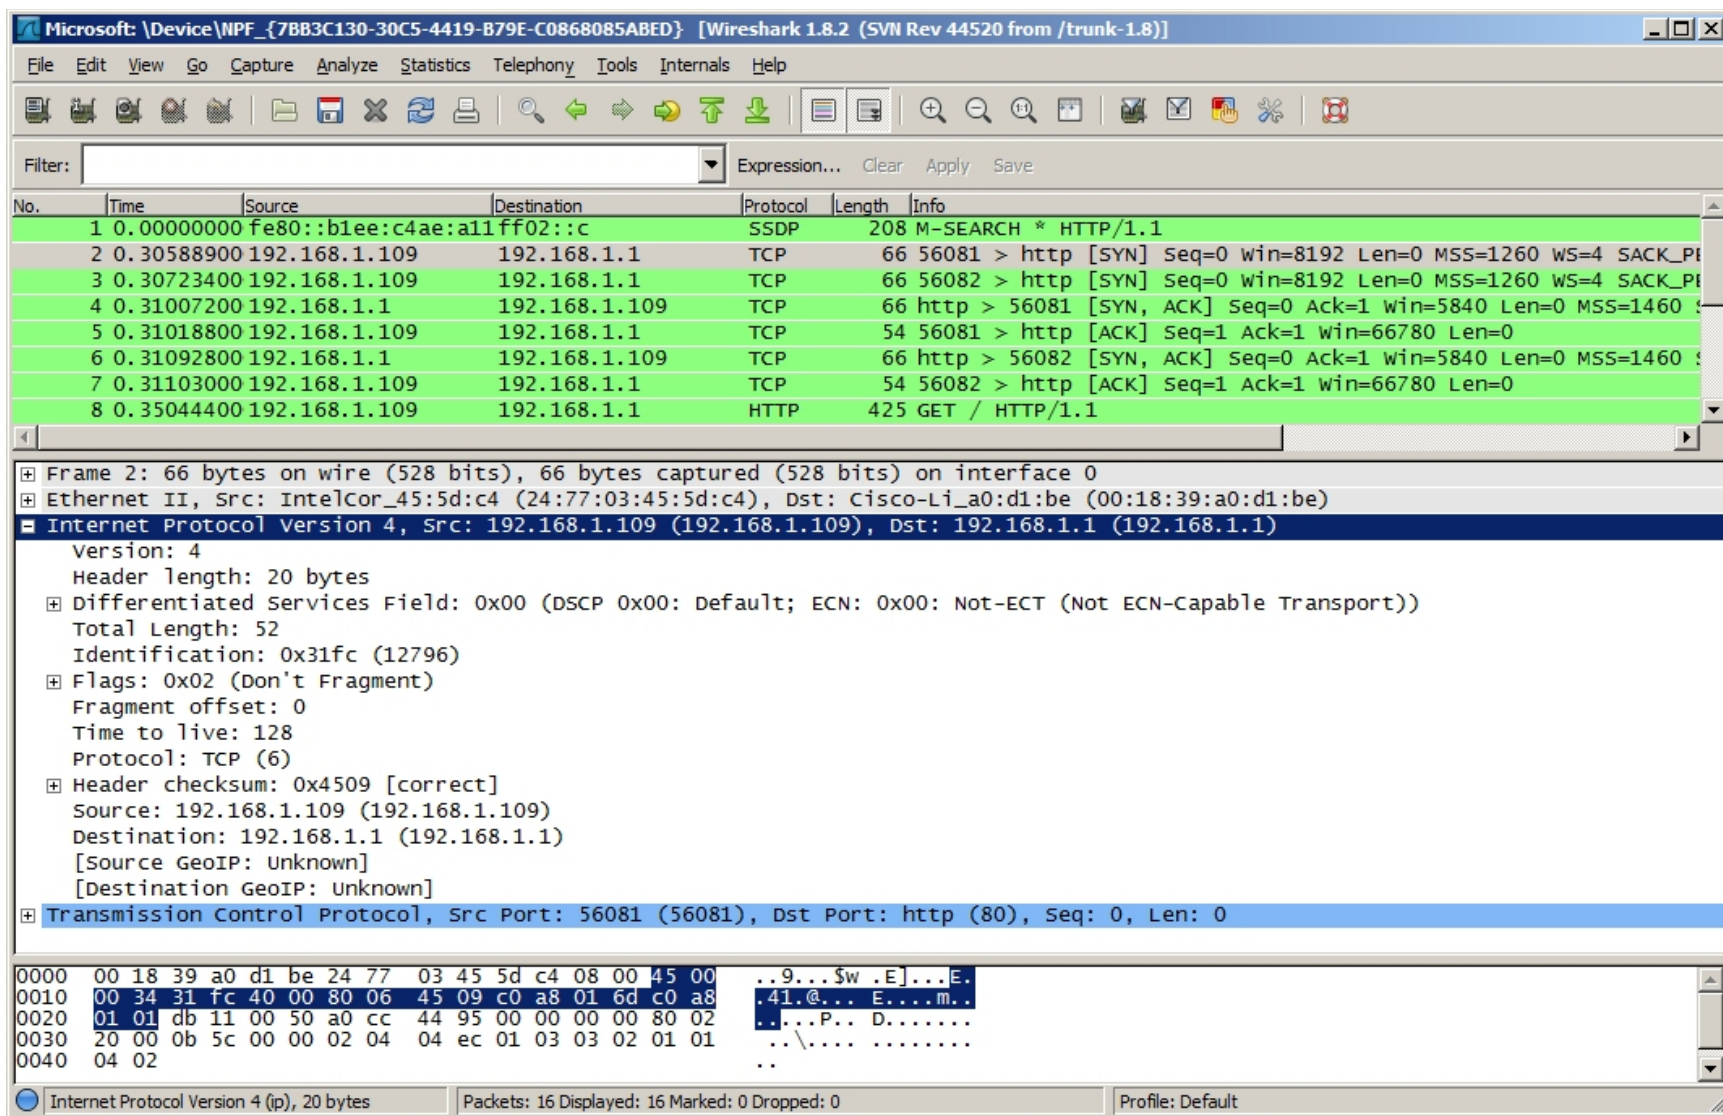 Microsoft: \Device\NPF_{7BB3C130-30C5-4419-B79E-C0868085ABED} [Wireshark 1.8.2 (SVN Rev 44520 from /trunk-1.8)]
File Edit View Go Capture Analyze Statistics Telephony Tools Internals Help
Filter: Expression... Clear Apply Save
No. Time Source Destination Protocol Length Info
1 0.00000000 fe80::b1ee:c4ae:a11 ff02::c SSDP 208 M-SEARCH * HTTP/1.1
2 0.30588900 192.168.1.109 192.168.1.1 TCP 66 56081 > http [SYN] Seq=0 Win=8192 Len=0 MSS=1260 WS=4 SACK_PE
3 0.30723400 192.168.1.109 192.168.1.1 TCP 66 56082 > http [SYN] Seq=0 Win=8192 Len=0 MSS=1260 WS=4 SACK_PE
4 0.31007200 192.168.1.1 192.168.1.109 TCP 66 http > 56081 [SYN, ACK] Seq=0 Ack=1 Win=5840 Len=0 MSS=1460
5 0.31018800 192.168.1.109 192.168.1.1 TCP 54 56081 > http [ACK] Seq=1 Ack=1 Win=66780 Len=0
6 0.31092800 192.168.1.1 192.168.1.109 TCP 66 http > 56082 [SYN, ACK] Seq=0 Ack=1 Win=5840 Len=0 MSS=1460
7 0.31103000 192.168.1.109 192.168.1.1 TCP 54 56082 > http [ACK] Seq=1 Ack=1 Win=66780 Len=0
8 0.35044400 192.168.1.109 192.168.1.1 HTTP 425 GET / HTTP/1.1
Frame 2: 66 bytes on wire (528 bits), 66 bytes captured (528 bits) on interface 0
Ethernet II, Src: IntelCor_45:5d:c4 (24:77:03:45:5d:c4), Dst: Cisco-Li_a0:d1:be (00:18:39:a0:d1:be)
Internet Protocol Version 4, Src: 192.168.1.109 (192.168.1.109), Dst: 192.168.1.1 (192.168.1.1)
Version: 4
Header length: 20 bytes
Differentiated Services Field: 0x00 (DSCP 0x00: Default; ECN: 0x00: Not-ECT (Not ECN-Capable Transport))
Total Length: 52
Identification: 0x31fc (12796)
Flags: 0x02 (Don't Fragment)
Fragment offset: 0
Time to live: 128
Protocol: TCP (6)
Header checksum: 0x4509 [correct]
Source: 192.168.1.109 (192.168.1.109)
Destination: 192.168.1.1 (192.168.1.1)
[Source GeoIP: Unknown]
[Destination GeoIP: Unknown]
Transmission Control Protocol, Src Port: 56081 (56081), Dst Port: http (80), Seq: 0, Len: 0
0000 00 18 39 a0 d1 be 24 77 03 45 5d c4 08 00 45 00 ..9...$w .E]...E.
0010 00 34 31 fc 40 00 80 06 45 09 c0 a8 01 6d c0 a8 .41.@... E....m..
0020 01 01 db 11 00 50 a0 cc 44 95 00 00 00 00 80 02 .....P.. D.......
0030 20 00 0b 5c 00 00 02 04 04 ec 01 03 03 02 01 01 ..\.... ........
0040 04 02 ..
Internet Protocol Version 4 (ip), 20 bytes Packets: 16 Displayed: 16 Marked: 0 Dropped: 0 Profile: Default